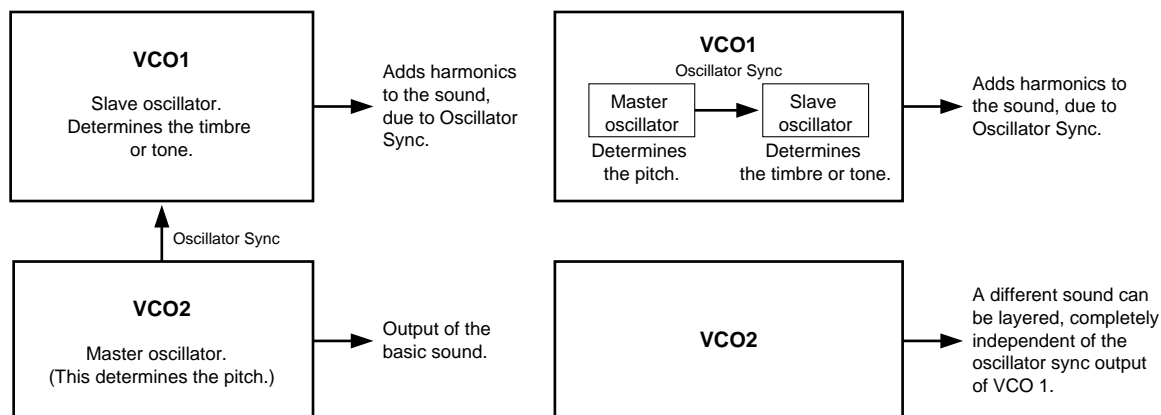 VCO1
Slave oscillator.
Determines the timbre
or tone.
Adds harmonics
to the sound,
due to Oscillator
Sync.
Oscillator Sync
VCO2
Master oscillator.
(This determines the pitch.)
Output of the
basic sound.
VCO1
Oscillator Sync
Master
oscillator
Slave
oscillator
Determines
the pitch.
Determines
the timbre or tone.
Adds harmonics to
the sound, due to
Oscillator Sync.
VCO2
A different sound can
be layered, completely
independent of the
oscillator sync output
of VCO 1.